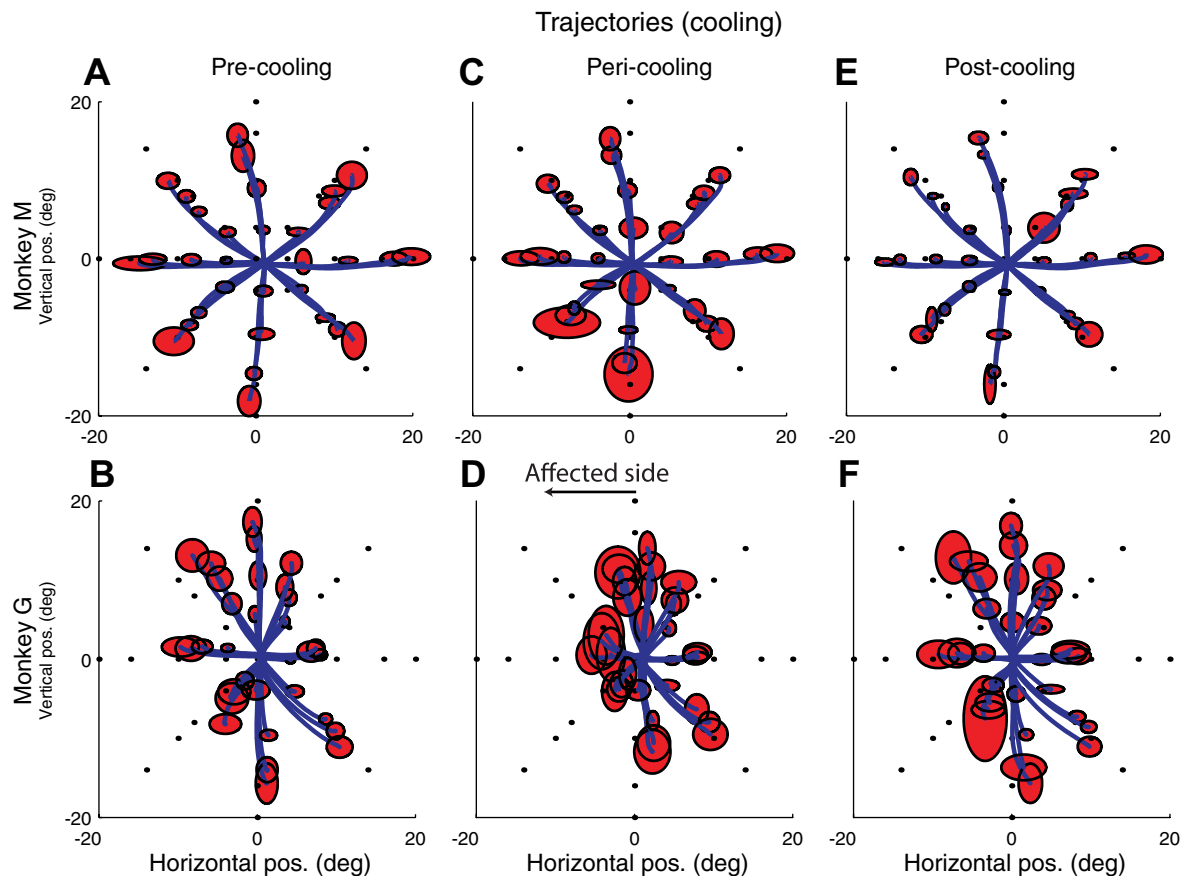 Trajectories (cooling)
A Pre-cooling
C Peri-cooling
E Post-cooling
Monkey M
Vertical pos. (deg)
20
0
-20
-20 0 20
-20 0 20
-20 0 20
B
D Affected side
F
Monkey G
Vertical pos. (deg)
20
0
-20
-20 0 20
-20 0 20
-20 0 20
Horizontal pos. (deg)
Horizontal pos. (deg)
Horizontal pos. (deg)